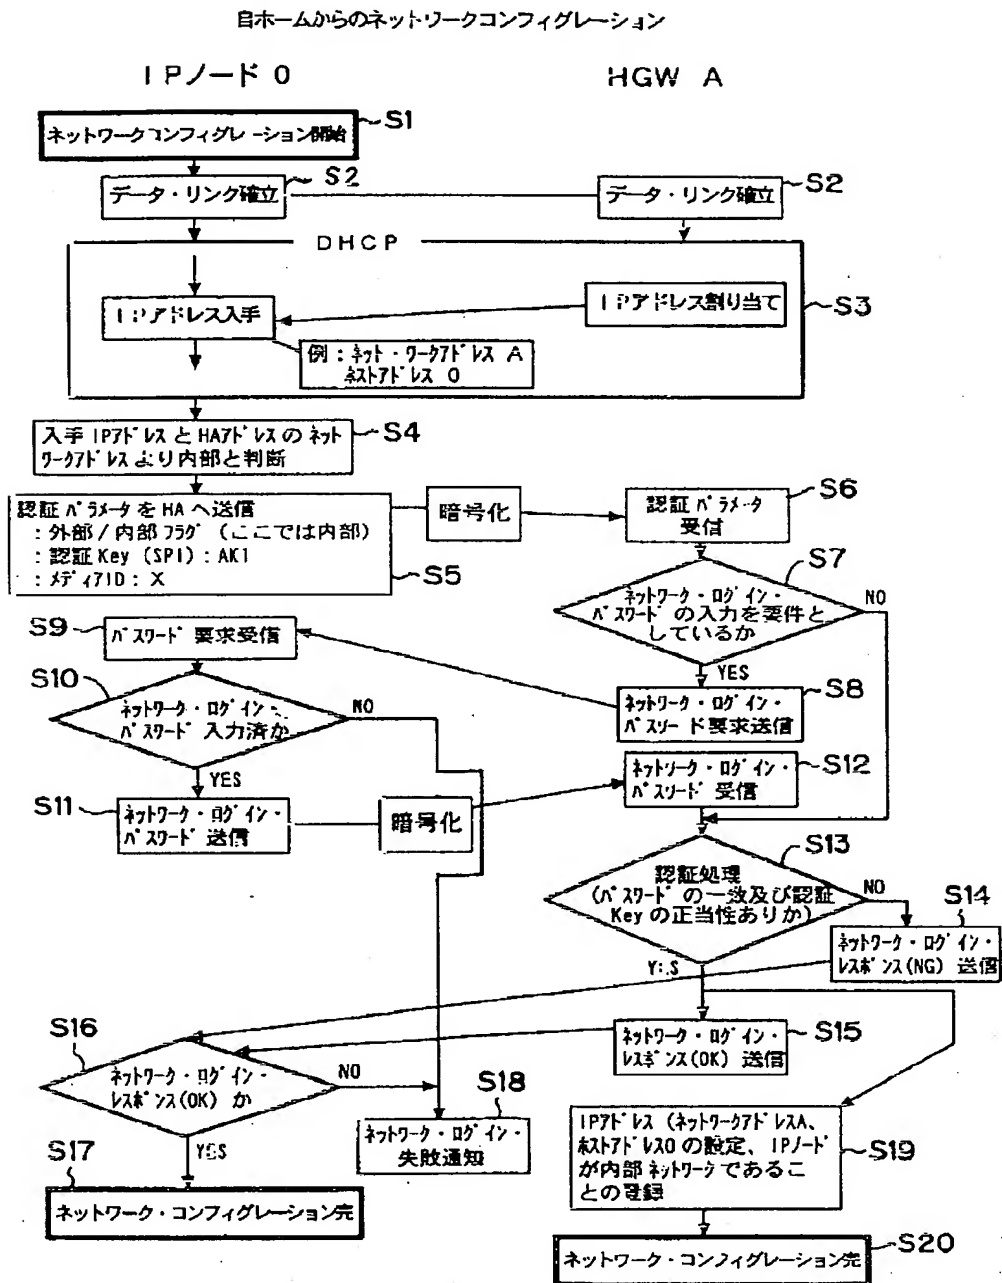 自ホームからのネットワークコンフィグレーション
IPノード 0
HGW A
ネットワークコンフィグレーション開始
S1
データ・リンク確立
S2
データ・リンク確立
S2
DHCP
IPアドレス入手
IPアドレス割り当て
S3
例：ネット・ワークアドレス A
ホストアドレス 0
入手 IPアドレスとHAアドレスのネット
ワークアドレスより内部と判断
S4
認証パラメータをHAへ送信
：外部/内部フラグ（ここでは内部）
：認証Key（SPI）：AK1
：メディアID：X
S5
暗号化
認証パラメータ
受信
S6
ネットワーク・ログイン・
パスワードの入力を要件と
しているか
S7
NO
YES
S9
パスワード要求受信
ネットワーク・ログイン・
パスワード要求送信
S8
S10
ネットワーク・ログイン・
パスワード入力済か
NO
YES
S11
ネットワーク・ログイン・
パスワード送信
暗号化
ネットワーク・ログイン・
パスワード受信
S12
S13
認証処理
(パスワードの一致及び認証
Keyの正当性ありか)
NO
YES
S14
ネットワーク・ログイン・
レスポンス(NG) 送信
ネットワーク・ログイン・
レスポンス(OK) 送信
S15
S16
ネットワーク・ログイン・
レスポンス(OK) か
NO
YES
S18
ネットワーク・ログイン・
失敗通知
IPアドレス（ネットワークアドレスA、
ホストアドレス0の設定、IPノード
が内部ネットワークであるこ
との登録
S19
S17
ネットワーク・コンフィグレーション完
ネットワーク・コンフィグレーション完
S20